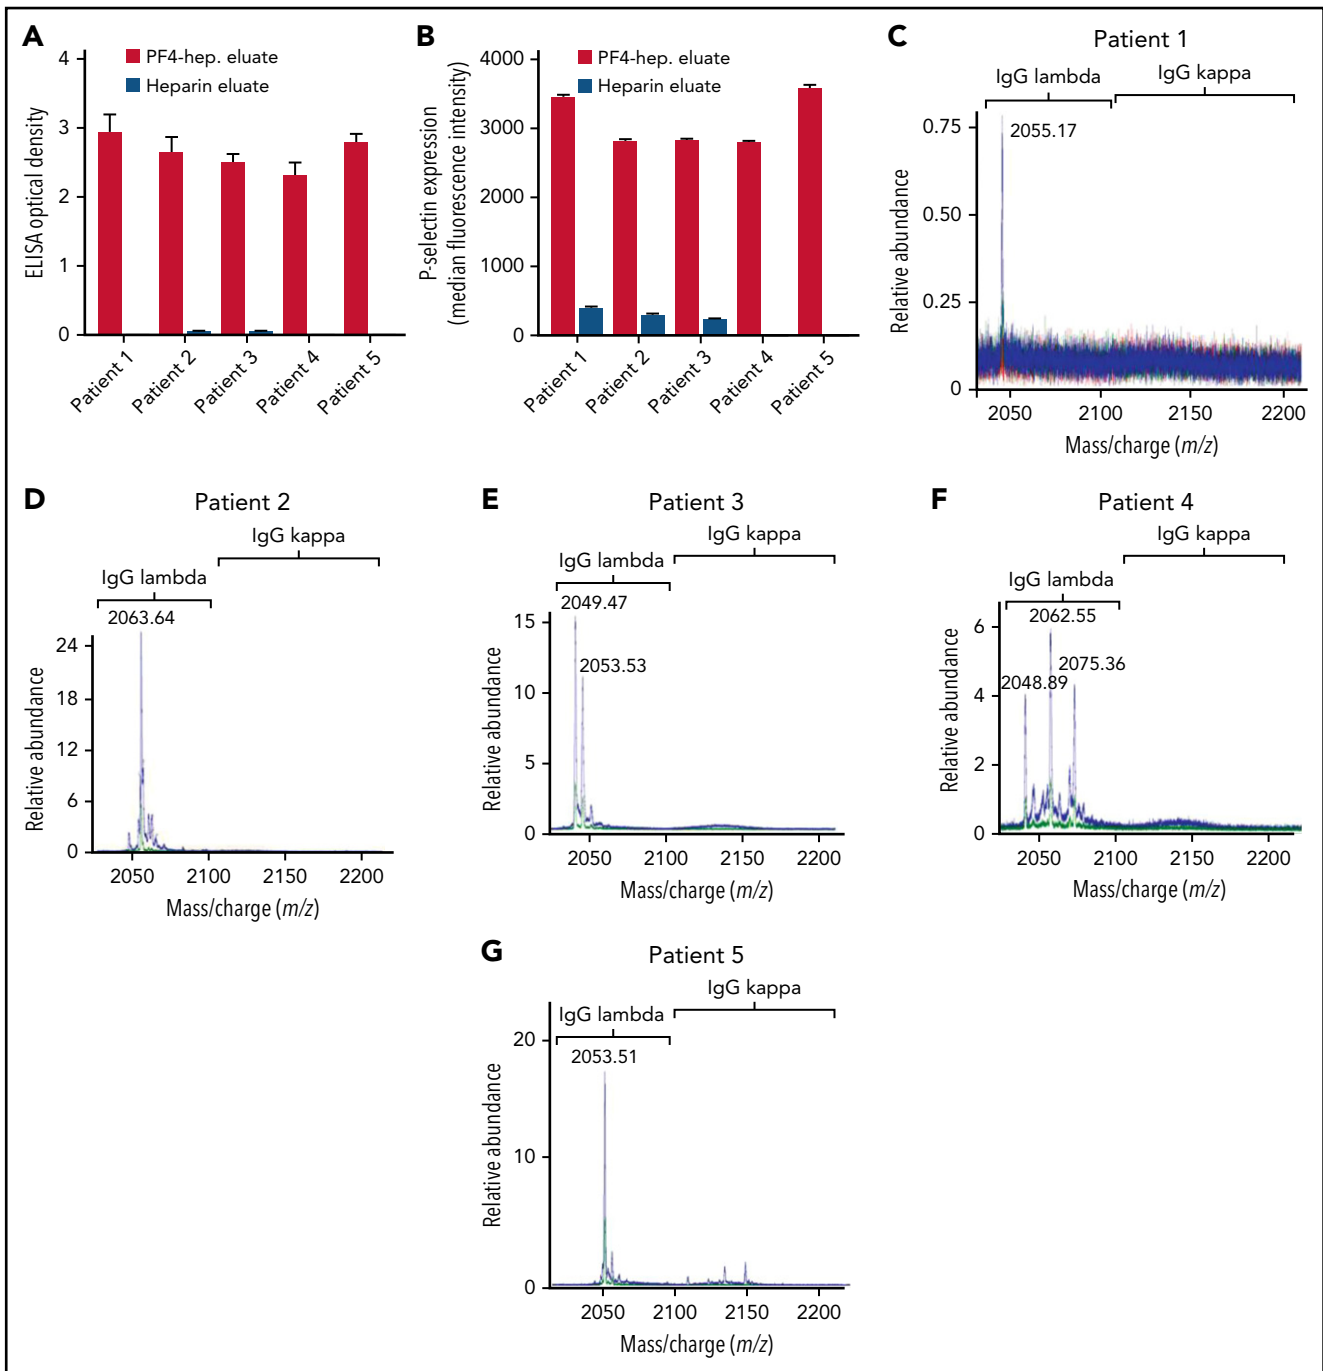 A
PF4-hep. eluate
Heparin eluate
ELISA optical density
4
3
2
1
0
Patient 1
Patient 2
Patient 3
Patient 4
Patient 5
B
PF4-hep. eluate
Heparin eluate
P-selectin expression
(median fluorescence intensity)
4000
3000
2000
1000
0
Patient 1
Patient 2
Patient 3
Patient 4
Patient 5
C
Patient 1
IgG lambda
IgG kappa
2055.17
Relative abundance
0.75
0.50
0.25
0
2050 2100 2150 2200
Mass/charge (m/z)
D
Patient 2
IgG kappa
IgG lambda
2063.64
Relative abundance
24
18
12
6
0
2050 2100 2150 2200
Mass/charge (m/z)
E
Patient 3
IgG kappa
IgG lambda
2049.47
2053.53
Relative abundance
15
10
5
0
2050 2100 2150 2200
Mass/charge (m/z)
F
Patient 4
IgG kappa
IgG lambda
2062.55
2075.36
2048.89
Relative abundance
6
4
2
0
2050 2100 2150 2200
Mass/charge (m/z)
G
Patient 5
IgG kappa
IgG lambda
2053.51
Relative abundance
20
10
0
2050 2100 2150 2200
Mass/charge (m/z)